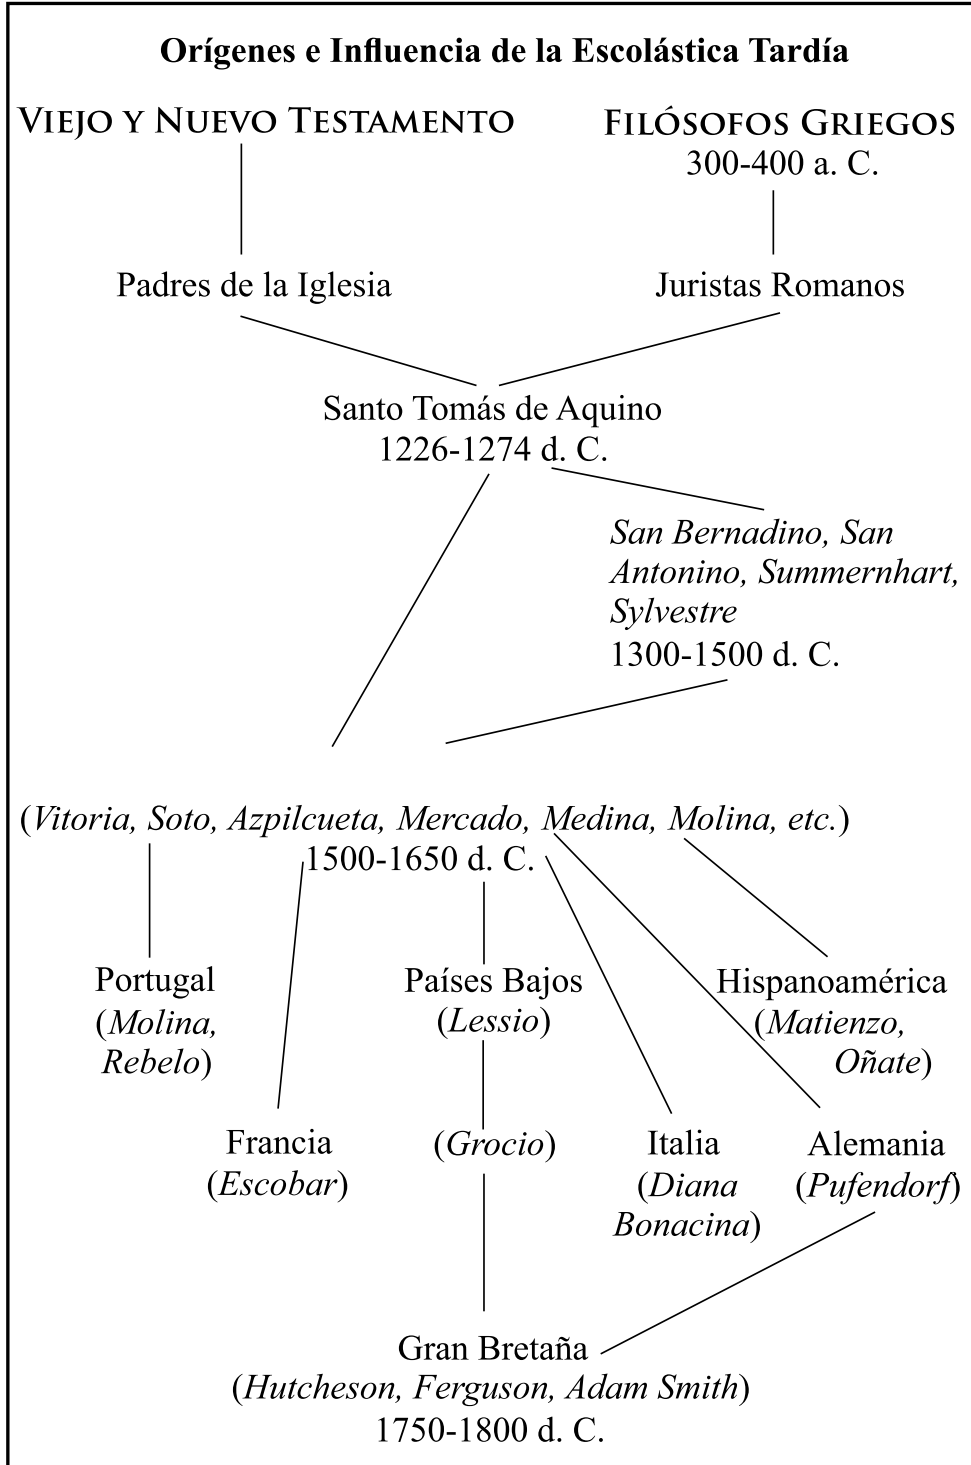 Orígenes e Influencia de la Escolástica Tardía
VIEJO Y NUEVO TESTAMENTO
FILÓSOFOS GRIEGOS
300-400 a. C.
Padres de la Iglesia
Juristas Romanos
Santo Tomás de Aquino
1226-1274 d. C.
San Bernadino, San
Antonino, Summernhart,
Sylvestre
1300-1500 d. C.
(Vitoria, Soto, Azpilcueta, Mercado, Medina, Molina, etc.)
1500-1650 d. C.
Portugal
(Molina,
Rebelo)
Países Bajos
(Lessio)
Hispanoamérica
(Matienzo,
Oñate)
Francia
(Escobar)
(Grocio)
Italia
(Diana
Bonacina)
Alemania
(Pufendorf)
Gran Bretaña
(Hutcheson, Ferguson, Adam Smith)
1750-1800 d. C.